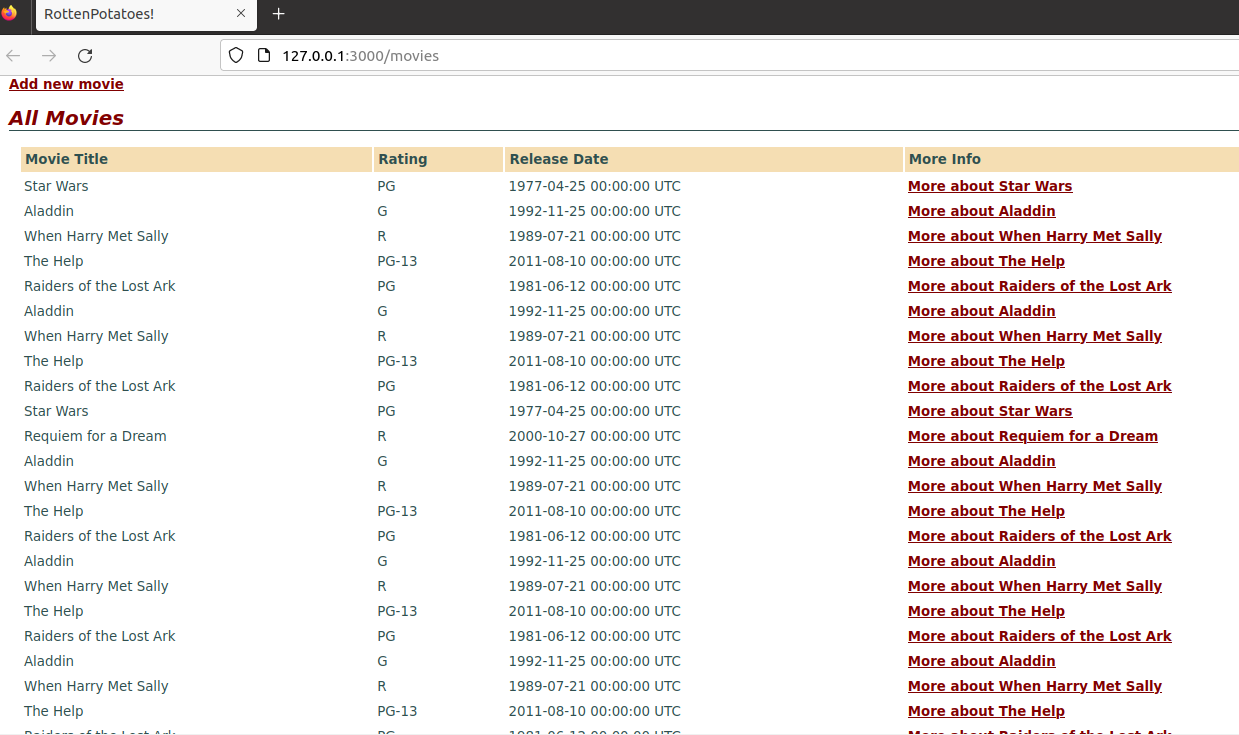 RottenPotatoes!
127.0.0.1:3000/movies
Add new movie
All Movies
Movie Title Rating Release Date More Info
Star Wars PG 1977-04-25 00:00:00 UTC More about Star Wars
Aladdin G 1992-11-25 00:00:00 UTC More about Aladdin
When Harry Met Sally R 1989-07-21 00:00:00 UTC More about When Harry Met Sally
The Help PG-13 2011-08-10 00:00:00 UTC More about The Help
Raiders of the Lost Ark PG 1981-06-12 00:00:00 UTC More about Raiders of the Lost Ark
Aladdin G 1992-11-25 00:00:00 UTC More about Aladdin
When Harry Met Sally R 1989-07-21 00:00:00 UTC More about When Harry Met Sally
The Help PG-13 2011-08-10 00:00:00 UTC More about The Help
Raiders of the Lost Ark PG 1981-06-12 00:00:00 UTC More about Raiders of the Lost Ark
Star Wars PG 1977-04-25 00:00:00 UTC More about Star Wars
Requiem for a Dream R 2000-10-27 00:00:00 UTC More about Requiem for a Dream
Aladdin G 1992-11-25 00:00:00 UTC More about Aladdin
When Harry Met Sally R 1989-07-21 00:00:00 UTC More about When Harry Met Sally
The Help PG-13 2011-08-10 00:00:00 UTC More about The Help
Raiders of the Lost Ark PG 1981-06-12 00:00:00 UTC More about Raiders of the Lost Ark
Aladdin G 1992-11-25 00:00:00 UTC More about Aladdin
When Harry Met Sally R 1989-07-21 00:00:00 UTC More about When Harry Met Sally
The Help PG-13 2011-08-10 00:00:00 UTC More about The Help
Raiders of the Lost Ark PG 1981-06-12 00:00:00 UTC More about Raiders of the Lost Ark
Aladdin G 1992-11-25 00:00:00 UTC More about Aladdin
When Harry Met Sally R 1989-07-21 00:00:00 UTC More about When Harry Met Sally
The Help PG-13 2011-08-10 00:00:00 UTC More about The Help